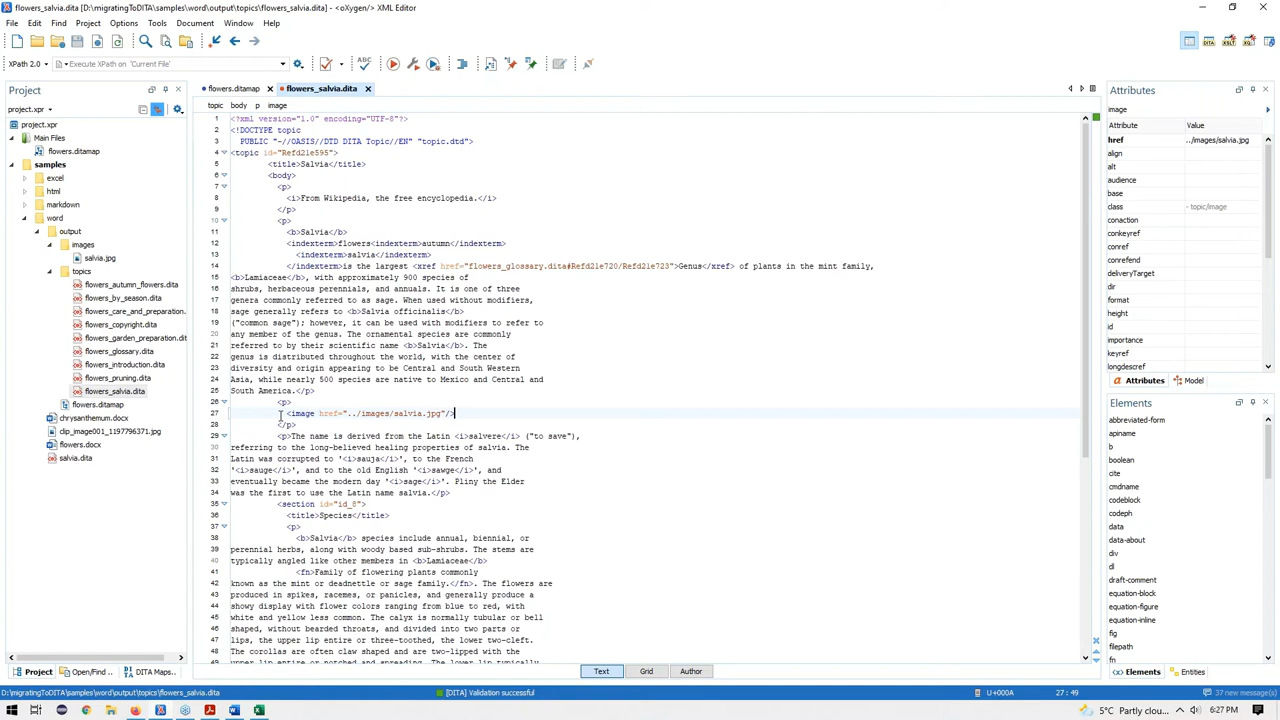 flowers_salvia.dita [D:\migratingToDITA\samples\word\output\topics\flowers_salvia.dita] - <oXygen/> XML Editor
File Edit Find Project Options Tools Document Window Help
XPath 2.0 Execute XPath on 'Current File'
Project
flowers.ditamap
flowers_salvia.dita
Attributes
project.xpr
topic body p image
image
project.xpr
Main Files
flowers.ditamap
samples
excel
html
markdown
word
output
images
salvia.jpg
topics
flowers_autumn_flowers.dita
flowers_by_season.dita
flowers_care_and_preparation.
flowers_copyright.dita
flowers_garden_preparation.dit
flowers_glossary.dita
flowers_introduction.dita
flowers_pruning.dita
flowers_salvia.dita
flowers.ditamap
chrysanthemum.docx
clip_image001_1197796371.jpg
flowers.docx
salvia.dita
1 <?xml version="1.0" encoding="UTF-8"?>
2 <!DOCTYPE topic
3 PUBLIC "-//OASIS//DTD DITA Topic//EN" "topic.dtd">
4 <topic id="Refd21e595">
5 <title>Salvia</title>
6 <body>
7 <p>
8 <i>From Wikipedia, the free encyclopedia.</i>
9 </p>
10 <p>
11 <b>Salvia</b>
12 <indexterm>flowers<indexterm>autumn</indexterm>
13 <indexterm>salvia</indexterm>
14 </indexterm>is the largest <xref href="flowers_glossary.dita#Refd21e720/Refd21e723">Genus</xref> of plants in the mint family,
15 <b>Lamiaceae</b>, with approximately 900 species of
16 shrubs, herbaceous perennials, and annuals. It is one of three
17 genera commonly referred to as sage. When used without modifiers,
18 sage generally refers to <b>Salvia officinalis</b>
19 ("common sage"); however, it can be used with modifiers to refer to
20 any member of the genus. The ornamental species are commonly
21 referred to by their scientific name <b>Salvia</b>. The
22 genus is distributed throughout the world, with the center of
23 diversity and origin appearing to be Central and South Western
24 Asia, while nearly 500 species are native to Mexico and Central and
25 South America.</p>
26 <p>
27 <image href="../images/salvia.jpg"/>
28 </p>
29 <p>The name is derived from the Latin <i>salvere</i> ("to save"),
30 referring to the long-believed healing properties of salvia. The
31 Latin was corrupted to '<i>sauja</i>', to the French
32 '<i>sauge</i>', and to the old English '<i>sawge</i>', and
33 eventually became the modern day '<i>sage</i>'. Pliny the Elder
34 was the first to use the Latin name salvia.</p>
35 <section id="id_8">
36 <title>Species</title>
37 <p>
38 <b>Salvia</b> species include annual, biennial, or
39 perennial herbs, along with woody based sub-shrubs. The stems are
40 typically angled like other members in <b>Lamiaceae</b>
41 <fn>Family of flowering plants commonly
42 known as the mint or deadnettle or sage family.</fn>. The flowers are
43 produced in spikes, racemes, or panicles, and generally produce a
44 showy display with flower colors ranging from blue to red, with
45 white and yellow less common. The calyx is normally tubular or bell
46 shaped, without bearded throats, and divided into two parts or
47 lips, the upper lip entire or three-toothed, the lower two-cleft.
48 The corollas are often claw shaped and are two-lipped with the
49 upper lip entire or notched and spreading. The lower lip typically
Attribute Value
href ../images/salvia.jpg
align
alt
audience
base
class - topic/image
conaction
conkeyref
conref
conrefend
deliveryTarget
dir
format
height
id
importance
keyref
longdescref
Attributes Model
Elements
abbreviated-form
apiname
b
boolean
cite
cmdname
codeblock
codeph
data
data-about
div
dl
draft-comment
equation-block
equation-figure
equation-inline
example
fig
filepath
fn
Project Open/Find .. DITA Maps..
Text Grid Author
Elements Entities
D:\migratingToDITA\samples\word\output\topics\flowers_salvia.dita
[DITA] Validation successful
U+000A
27 : 49
37 new messages
5°C Partly clou...
6:27 PM